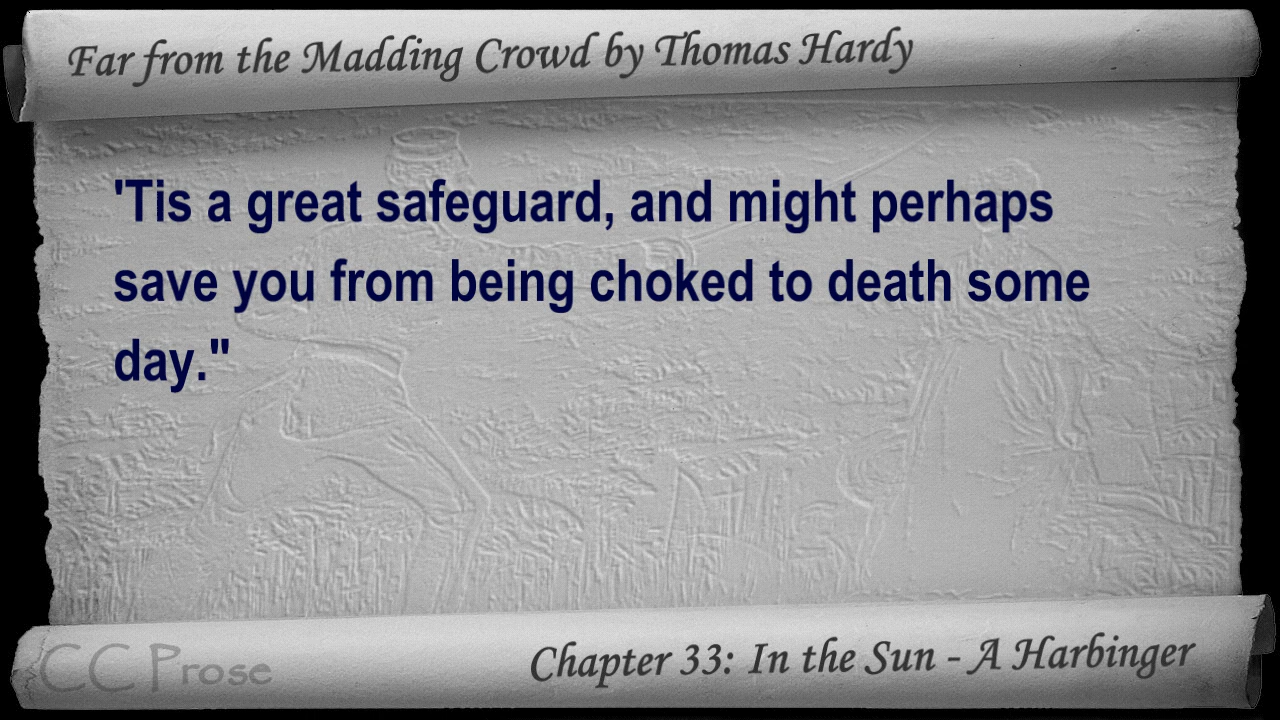 Far from the Madding Crowd by Thomas Hardy
'Tis a great safeguard, and might perhaps
save you from being choked to death some
day."
CC Prose
Chapter 33: In the Sun - A Harbinger